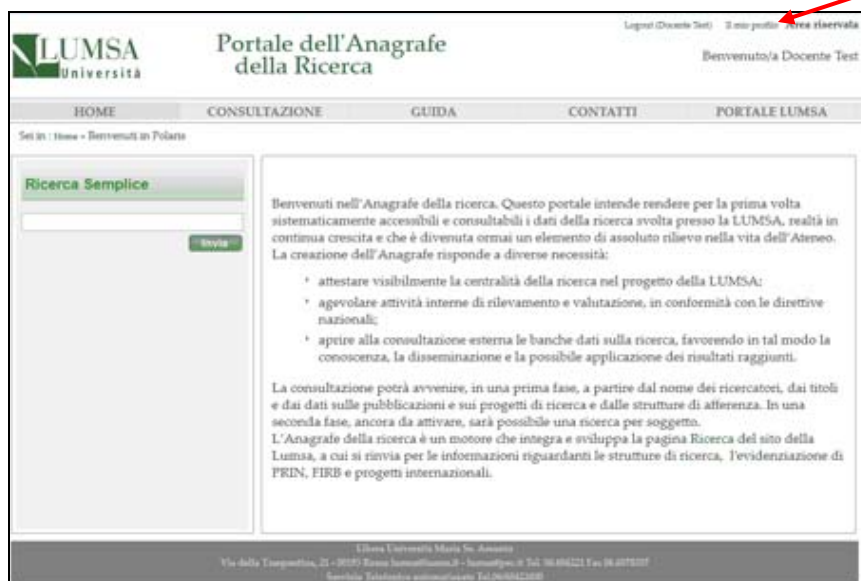 Logout (Docente Test) Il mio profilo Area riservata
LUMSA
Università
Portale dell'Anagrafe
della Ricerca
Benvenuto/a Docente Test
HOME CONSULTAZIONE GUIDA CONTATTI PORTALE LUMSA
Sei in : Home » Benvenuti in Polaris
Ricerca Semplice
Invia
Benvenuti nell'Anagrafe della ricerca. Questo portale intende rendere per la prima volta
sistematicamente accessibili e consultabili i dati della ricerca svolta presso la LUMSA, realtà in
continua crescita e che è divenuta ormai un elemento di assoluto rilievo nella vita dell'Ateneo.
La creazione dell'Anagrafe risponde a diverse necessità:
attestare visibilmente la centralità della ricerca nel progetto della LUMSA;
agevolare attività interne di rilevamento e valutazione, in conformità con le direttive
nazionali;
aprire alla consultazione esterna le banche dati sulla ricerca, favorendo in tal modo la
conoscenza, la disseminazione e la possibile applicazione dei risultati raggiunti.
La consultazione potrà avvenire, in una prima fase, a partire dal nome dei ricercatori, dai titoli
e dai dati sulle pubblicazioni e sui progetti di ricerca e dalle strutture di afferenza. In una
seconda fase, ancora da attivare, sarà possibile una ricerca per soggetto.
L'Anagrafe della ricerca è un motore che integra e sviluppa la pagina Ricerca del sito della
Lumsa, a cui si rinvia per le informazioni riguardanti le strutture di ricerca, l'evidenziazione di
PRIN, FIRB e progetti internazionali.
Libera Università Maria Ss. Assunta
Via della Traspontina, 21 - 00193 Roma